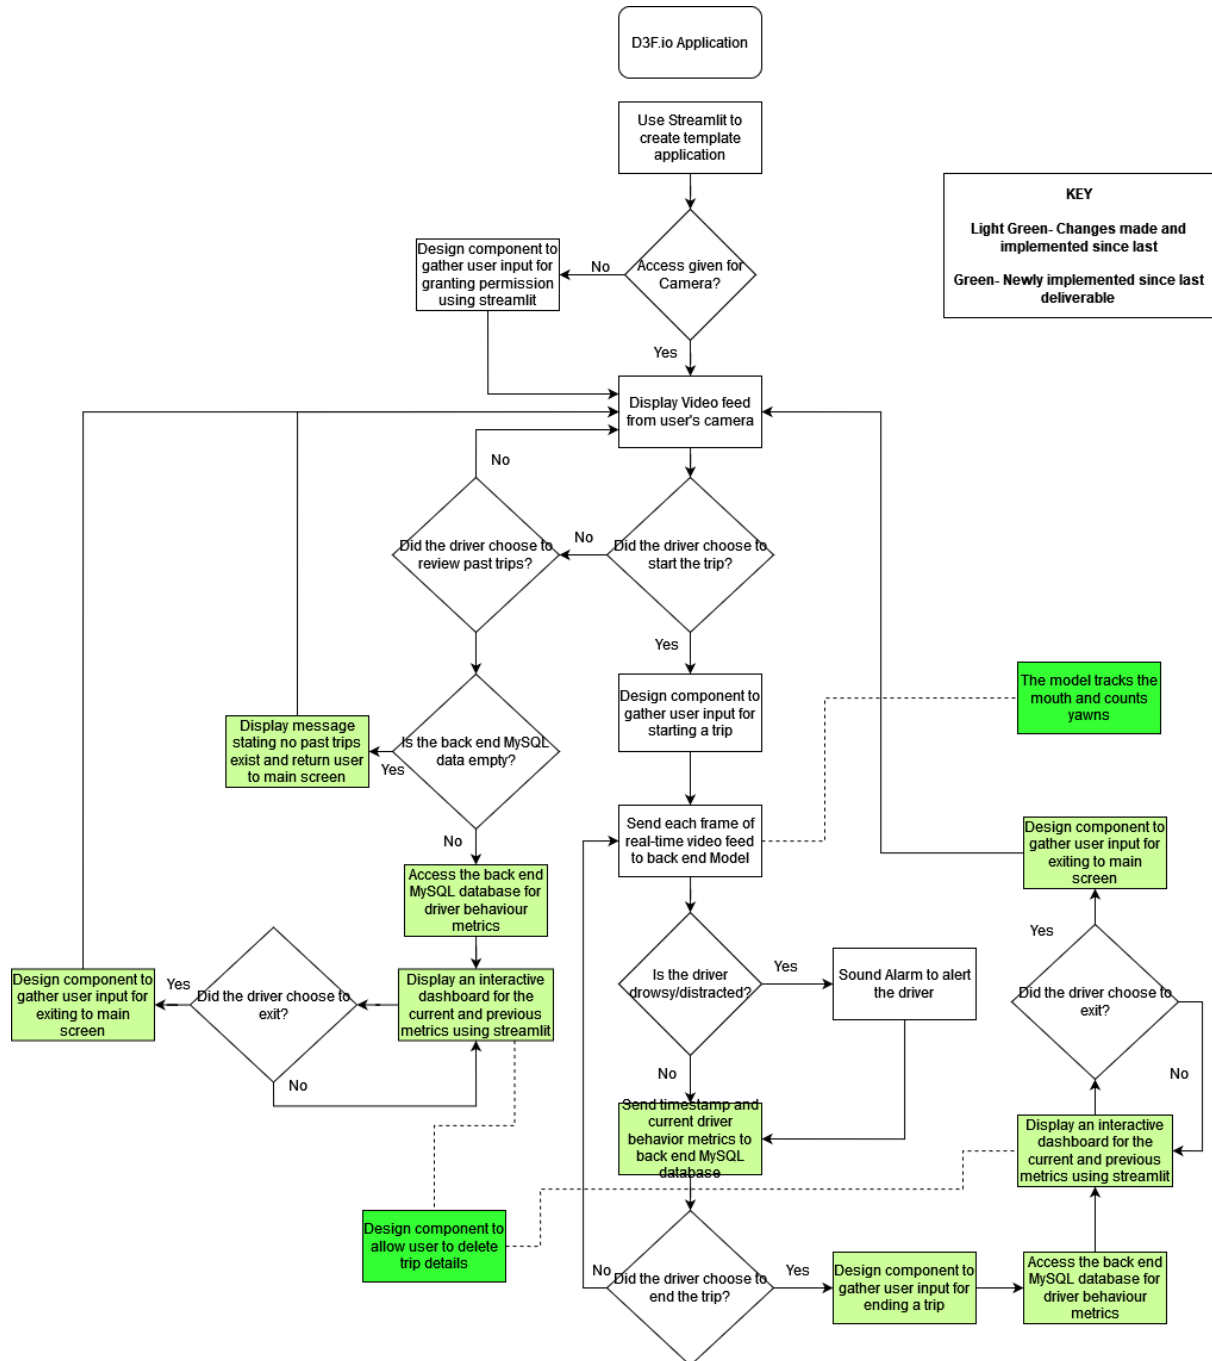 D3F.io Application
Use Streamlit to
create template
application
KEY
Light Green- Changes made and
implemented since last
Green- Newly implemented since last
deliverable
Access given for
Camera?
No
Design component to
gather user input for
granting permission
using streamlit
Yes
Display Video feed
from user's camera
No
Did the driver choose to
review past trips?
No
Did the driver choose to
start the trip?
Yes
Design component to
gather user input for
starting a trip
The model tracks the
mouth and counts
yawns
Display message
stating no past trips
exist and return user
to main screen
Yes
Is the back end MySQL
data empty?
No
Send each frame of
real-time video feed
to back end Model
Design component to
gather user input for
exiting to main
screen
Access the back end
MySQL database for
driver behaviour
metrics
Yes
Design component to
gather user input for
exiting to main
screen
Yes
Did the driver choose to
exit?
Display an interactive
dashboard for the
current and previous
metrics using streamlit
No
Is the driver
drowsy/distracted?
Yes
Sound Alarm to alert
the driver
Did the driver choose to
exit?
No
No
Send timestamp and
current driver
behavior metrics to
back end MySQL
database
Display an interactive
dashboard for the
current and previous
metrics using streamlit
Design component to
allow user to delete
trip details
No
Did the driver choose to
end the trip?
Yes
Design component to
gather user input for
ending a trip
Access the back end
MySQL database for
driver behaviour
metrics